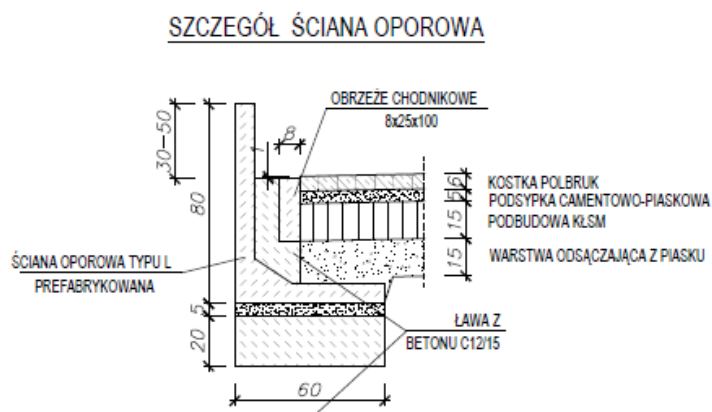 SZCZEGÓŁ ŚCIANA OPOROWA
OBRZEŻE CHODNIKOWE
8x25x100
30-50
8
1
80
6
KOSTKA POLBRUK
5
PODSYPKA CAMENTOWO-PIASKOWA
15
PODBUDOWA KŁSM
15
WARSTWA ODSĄCZAJĄCA Z PIASKU
ŚCIANA OPOROWA TYPU L
PREFABRYKOWANA
5
20
ŁAWA Z
BETONU C12/15
60